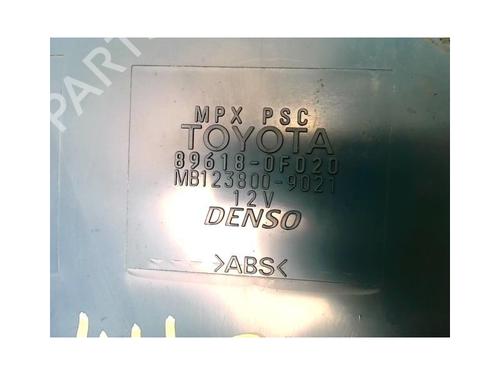 MPX PSC
TOYOTA
89618-0F020
MB123800-9021
12V
DENSO
>ABS<